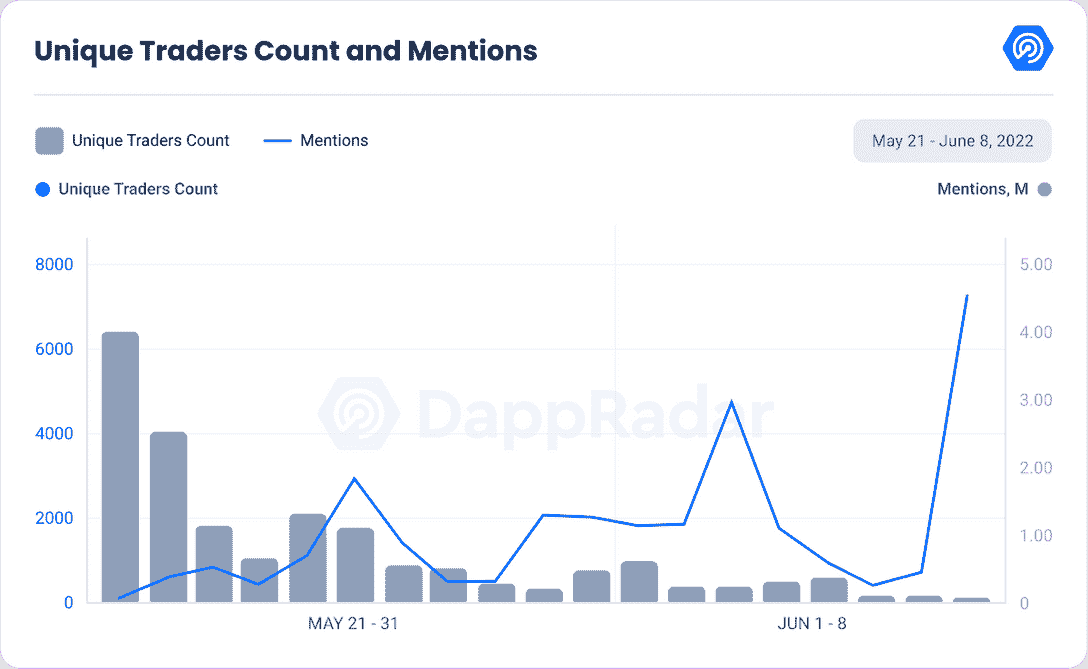 Unique Traders Count and Mentions
Unique Traders Count Mentions May 21 - June 8, 2022
Unique Traders Count Mentions, M
8000 5.00
6000 4.00
DappRadar
3.00
4000
2.00
2000
1.00
0 0
MAY 21 - 31 JUN 1 - 8